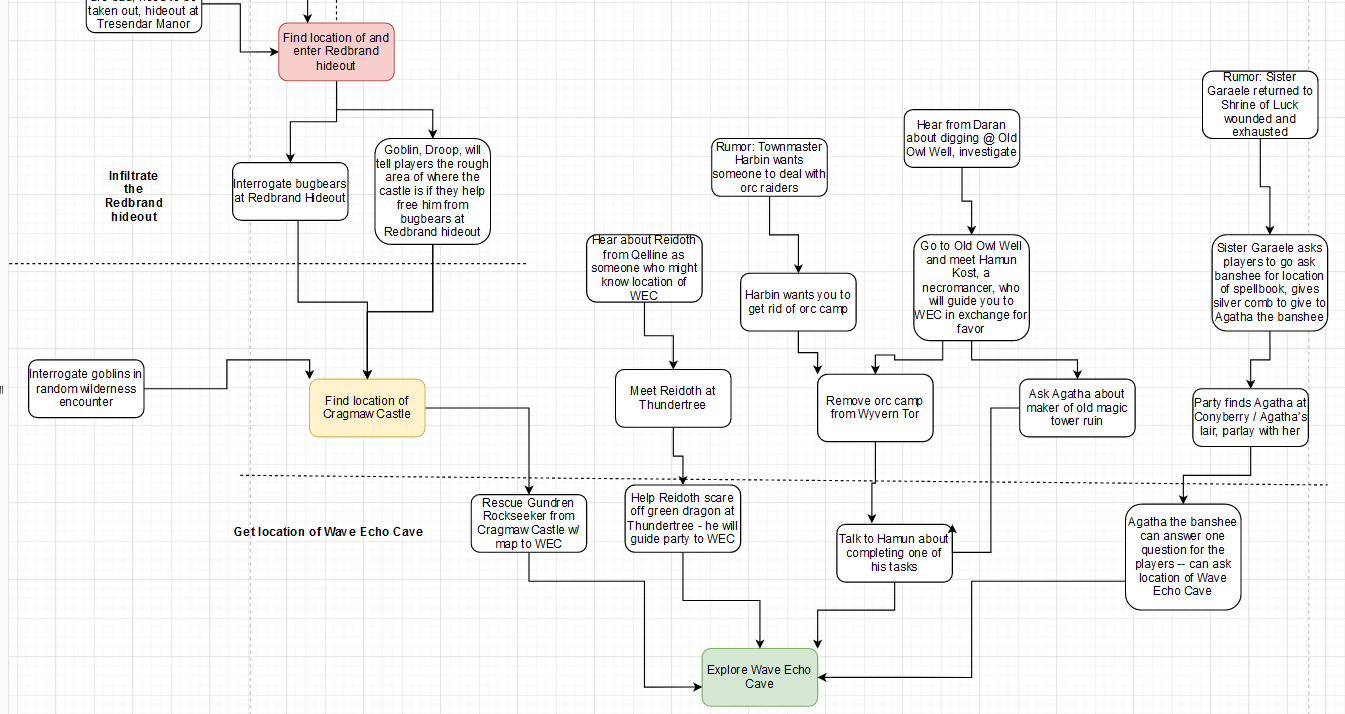 taken out, hideout at
Tresendar Manor
Find location of and
enter Redbrand
hideout
Infiltrate
the
Redbrand
hideout
Interrogate bugbears
at Redbrand Hideout
Goblin, Droop, will
tell players the rough
area of where the
castle is if they help
free him from
bugbears at
Redbrand hideout
Hear about Reidoth
from Qelline as
someone who might
know location of
WEC
Rumor: Townmaster
Harbin wants
someone to deal with
orc raiders
Harbin wants you to
get rid of orc camp
Hear from Daran
about digging @ Old
Owl Well, investigate
Go to Old Owl Well
and meet Hamun
Kost, a
necromancer, who
will guide you to
WEC in exchange for
favor
Rumor: Sister
Garaele returned to
Shrine of Luck
wounded and
exhausted
Sister Garaele asks
players to go ask
banshee for location
of spellbook, gives
silver comb to give to
Agatha the banshee
Interrogate goblins in
random wilderness
encounter
Find location of
Cragmaw Castle
Meet Reidoth at
Thundertree
Remove orc camp
from Wyvern Tor
Ask Agatha about
maker of old magic
tower ruin
Party finds Agatha at
Conyberry / Agatha's
lair, parlay with her
Get location of Wave Echo Cave
Rescue Gundren
Rockseeker from
Cragmaw Castle w/
map to WEC
Help Reidoth scare
off green dragon at
Thundertree - he will
guide party to WEC
Talk to Hamun about
completing one of
his tasks
Agatha the banshee
can answer one
question for the
players -- can ask
location of Wave
Echo Cave
Explore Wave Echo
Cave